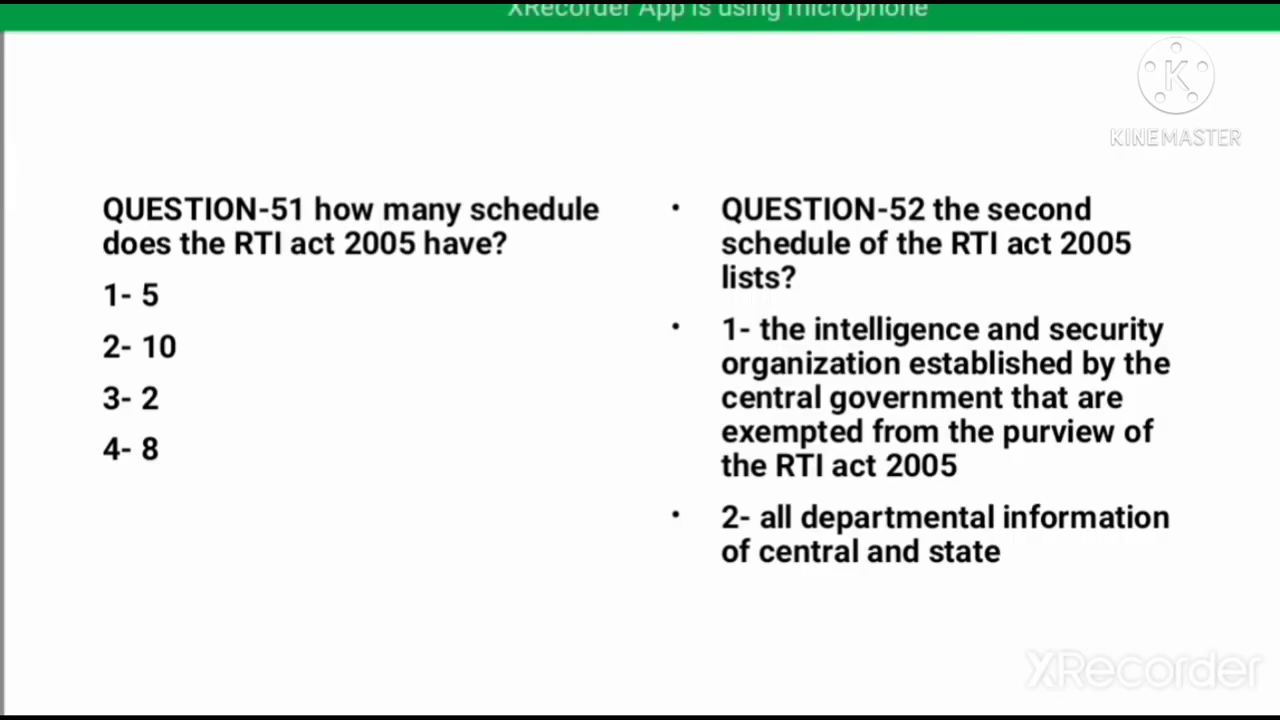 XRecorder App is using microphone
K
KINEMASTER
QUESTION-51 how many schedule
does the RTI act 2005 have?
1- 5
2- 10
3- 2
4- 8
• QUESTION-52 the second
schedule of the RTI act 2005
lists?
• 1- the intelligence and security
organization established by the
central government that are
exempted from the purview of
the RTI act 2005
• 2- all departmental information
of central and state
XRecorder